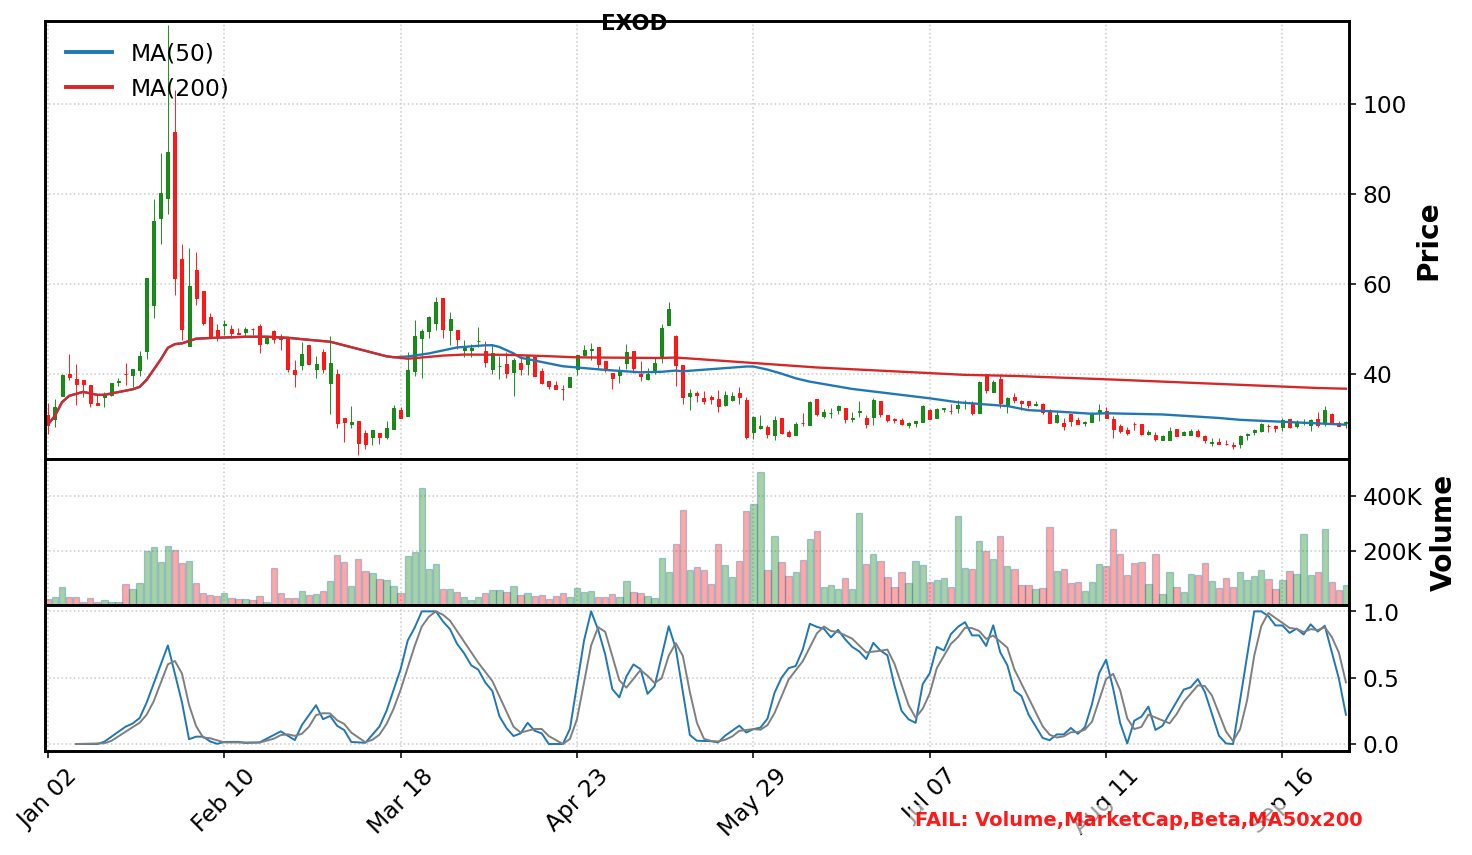 EXOD
MA(50)
MA(200)
100
80
60
40
Price
400K
200K
Volume
1.0
0.5
0.0
Jan 02
Feb 10
Mar 18
Apr 23
May 29
Jul 07
Aug 11
Sep 16
FAIL: Volume,MarketCap,Beta,MA50x200